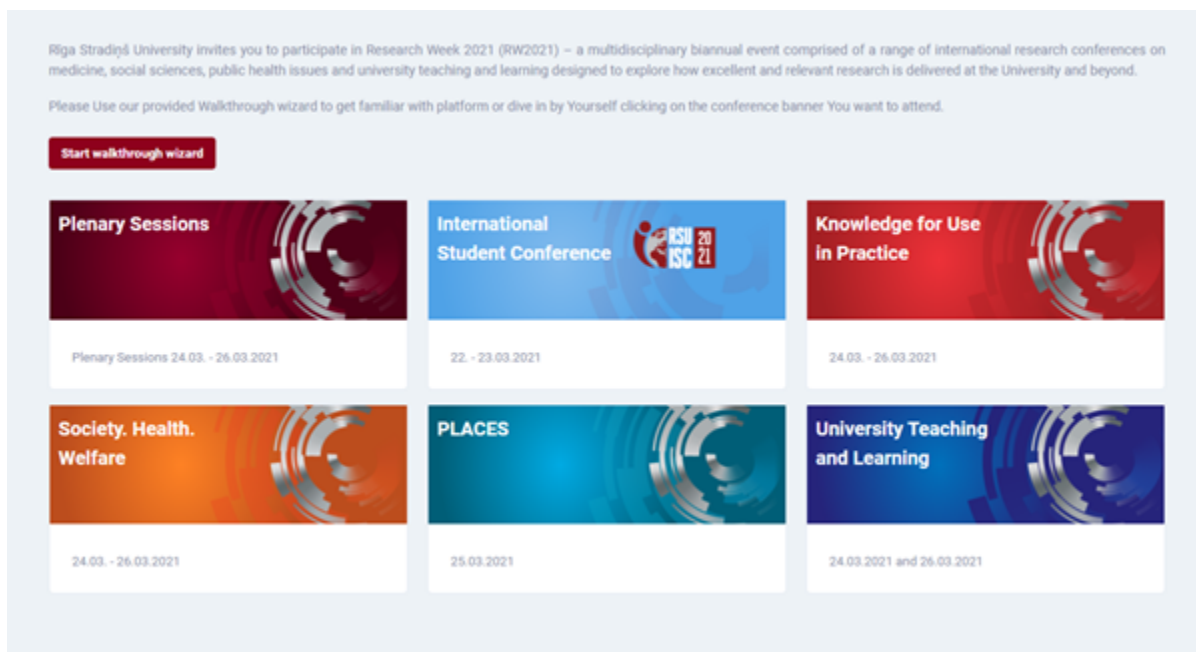 Rīga Stradiņš University invites you to participate in Research Week 2021 (RW2021) – a multidisciplinary biannual event comprised of a range of international research conferences on
medicine, social sciences, public health issues and university teaching and learning designed to explore how excellent and relevant research is delivered at the University and beyond.
Please Use our provided Walkthrough wizard to get familiar with platform or dive in by Yourself clicking on the conference banner You want to attend.
Start walkthrough wizard
Plenary Sessions
Plenary Sessions 24.03. - 26.03.2021
International
Student Conference
RSU 20
ISC 21
22. - 23.03.2021
Knowledge for Use
in Practice
24.03. - 26.03.2021
Society. Health.
Welfare
24.03. - 26.03.2021
PLACES
25.03.2021
University Teaching
and Learning
24.03.2021 and 26.03.2021